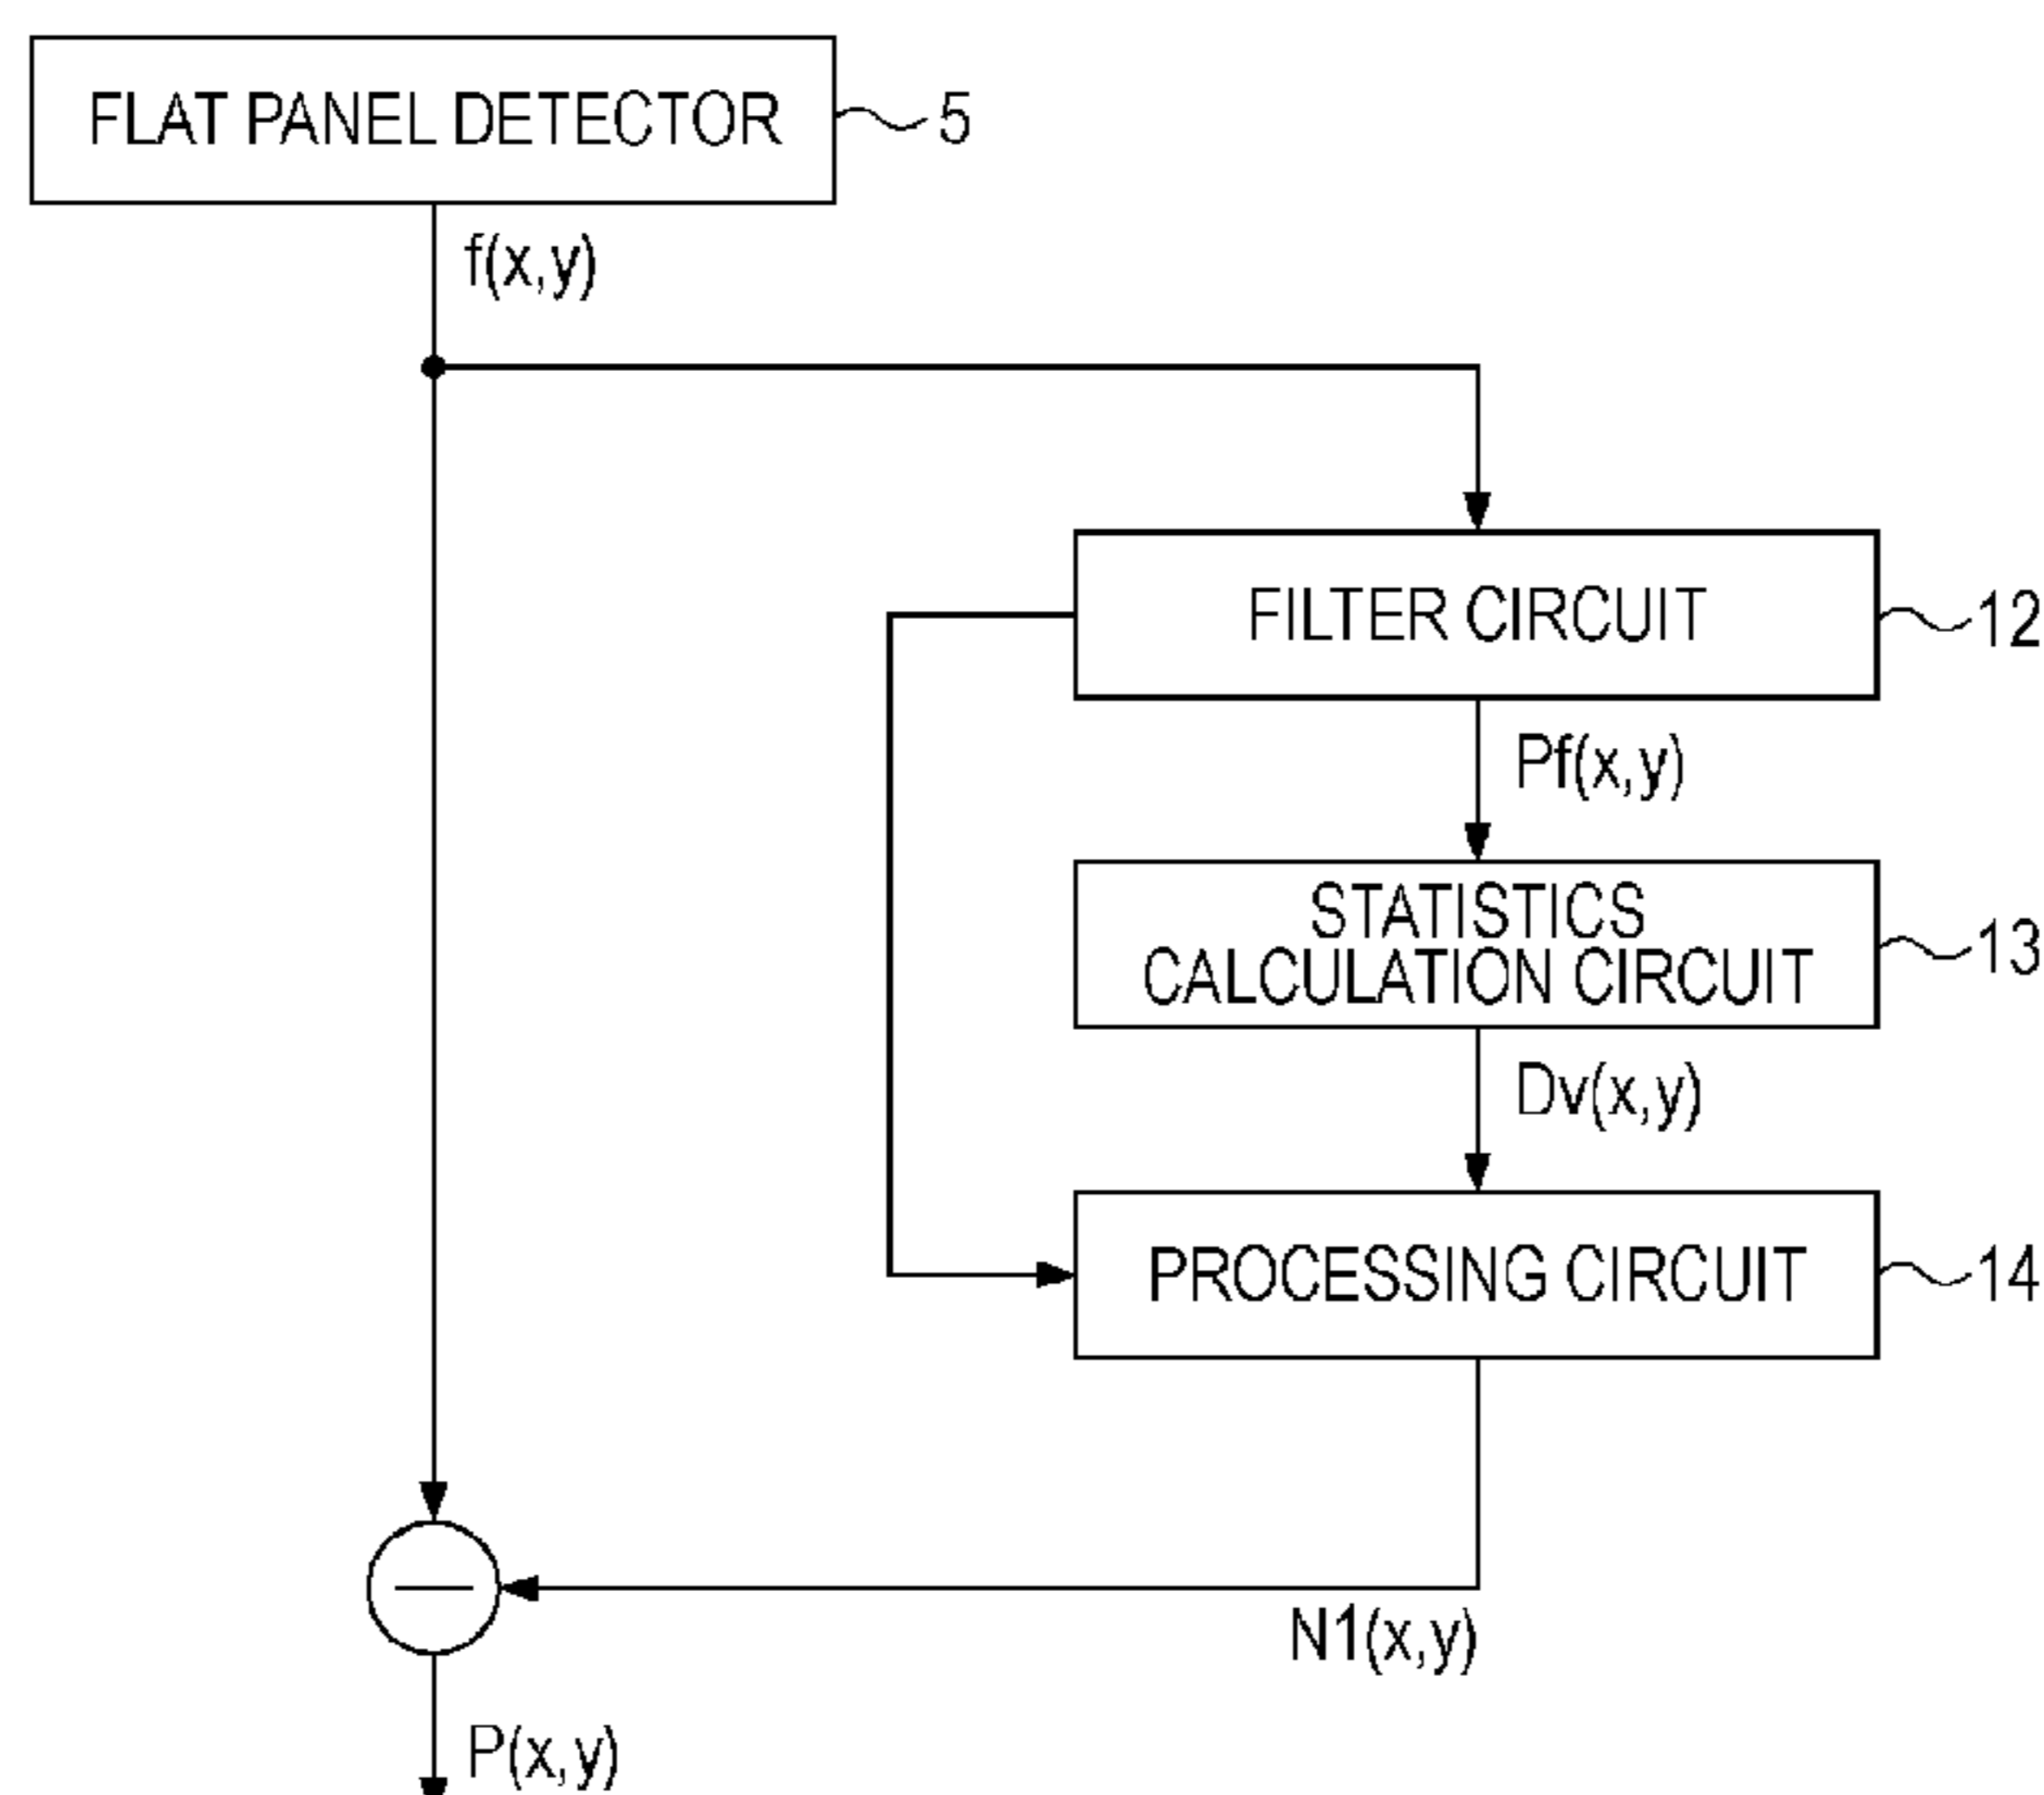 FLAT PANEL DETECTOR
5
f(x,y)
FILTER CIRCUIT
12
Pf(x,y)
STATISTICS
CALCULATION CIRCUIT
13
Dv(x,y)
PROCESSING CIRCUIT
14
N1(x,y)
P(x,y)